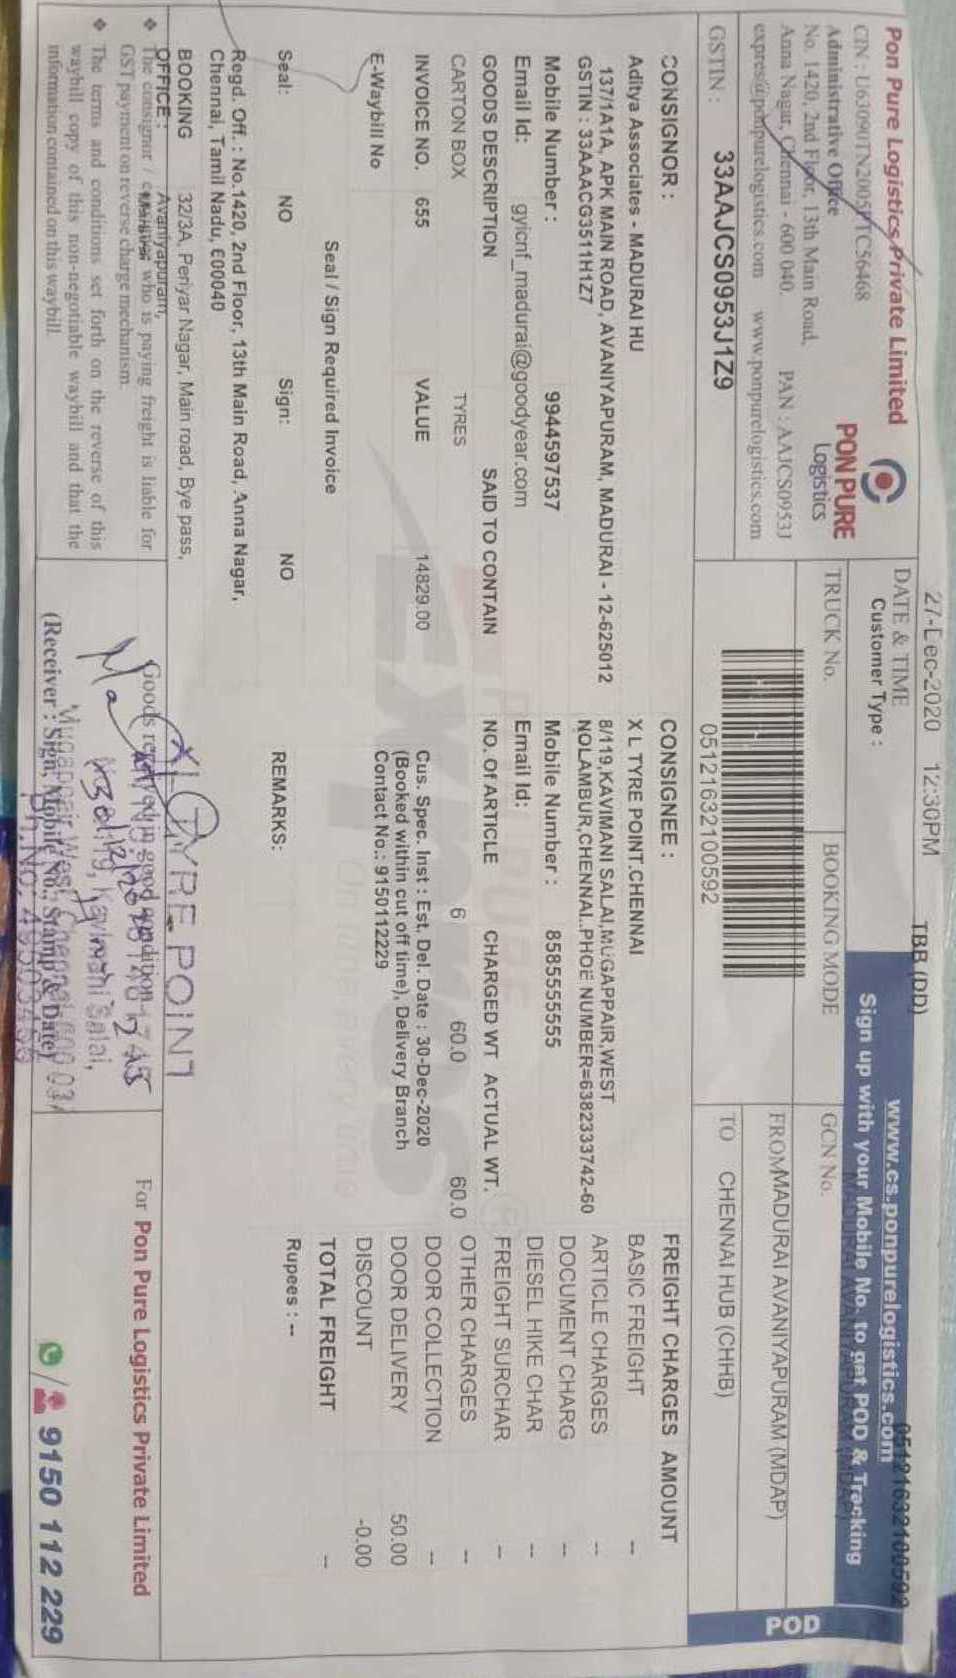 27-Dec-2020 12:30PM
TBB (DD)
05121632100592
Pon Pure Logistics Private Limited
CIN : U63090TN2005PTC56468
Administrative Office
No. 1420, 2nd Floor, 13th Main Road,
Anna Nagar, Chennai - 600 040. PAN : AAJCS0953J
expres@ponpurelogistics.com www.ponpurelogistics.com
PON PURE
Logistics
GSTIN : 33AAJCS0953J1Z9
DATE & TIME
Customer Type :
www.cs.ponpurelogistics.com
Sign up with your Mobile No. to get POD & Tracking
POD
TRUCK No.
BOOKING MODE
GCN No.
05121632100592
FROM MADURAI AVANIYAPURAM (MDAP)
TO CHENNAI HUB (CHHB)
CONSIGNOR :
Aditya Associates - MADURAI HU
137/1A1A, APK MAIN ROAD, AVANIYAPURAM, MADURAI - 12-625012
GSTIN : 33AAACG3511H1Z7
Mobile Number : 9944597537
Email Id: gyicnf_madurai@goodyear.com
GOODS DESCRIPTION SAID TO CONTAIN
CARTON BOX TYRES
INVOICE NO. 655 VALUE 14829.00
E-Waybill No
Seal / Sign Required Invoice
Seal: NO Sign: NO
CONSIGNEE :
X L TYRE POINT.CHENNAI
8/119,KAVIMANI SALAI,MUGAPPAIR,WEST
NOLAMBUR,CHENNAI..PHOE NUMBER=6382333742-60
Mobile Number : 8585555555
Email Id:
NO. Of ARTICLE CHARGED WT ACTUAL WT.
6 60.0 60.0
Cus. Spec. Inst : Est. Del. Date : 30-Dec-2020
(Booked within cut off time), Delivery Branch
Contact No.: 9150112229
REMARKS:
FREIGHT CHARGES AMOUNT
BASIC FREIGHT --
ARTICLE CHARGES --
DOCUMENT CHARG --
DIESEL HIKE CHAR --
FREIGHT SURCHAR --
OTHER CHARGES --
DOOR COLLECTION --
DOOR DELIVERY 50.00
DISCOUNT -0.00
TOTAL FREIGHT --
Rupees : --
Regd. Off. : No.1420, 2nd Floor, 13th Main Road, Anna Nagar,
Chennai, Tamil Nadu, 600040
BOOKING OFFICE : 32/3A, Periyar Nagar, Main road, Bye pass, Avaniyapuram,
❖ The consignor / who is paying freight is liable for
GST payment on reverse charge mechanism.
❖ The terms and conditions set forth on the reverse of this
waybill copy of this non-negotiable waybill and that the
information contained on this waybill.
XL TYRE POINT
Goods received in good condition
Kavimani Salai,
Mugappair West, Chennai
(Receiver : Sign, Mobile No., Stamp & Date)
For Pon Pure Logistics Private Limited
9150 112 229